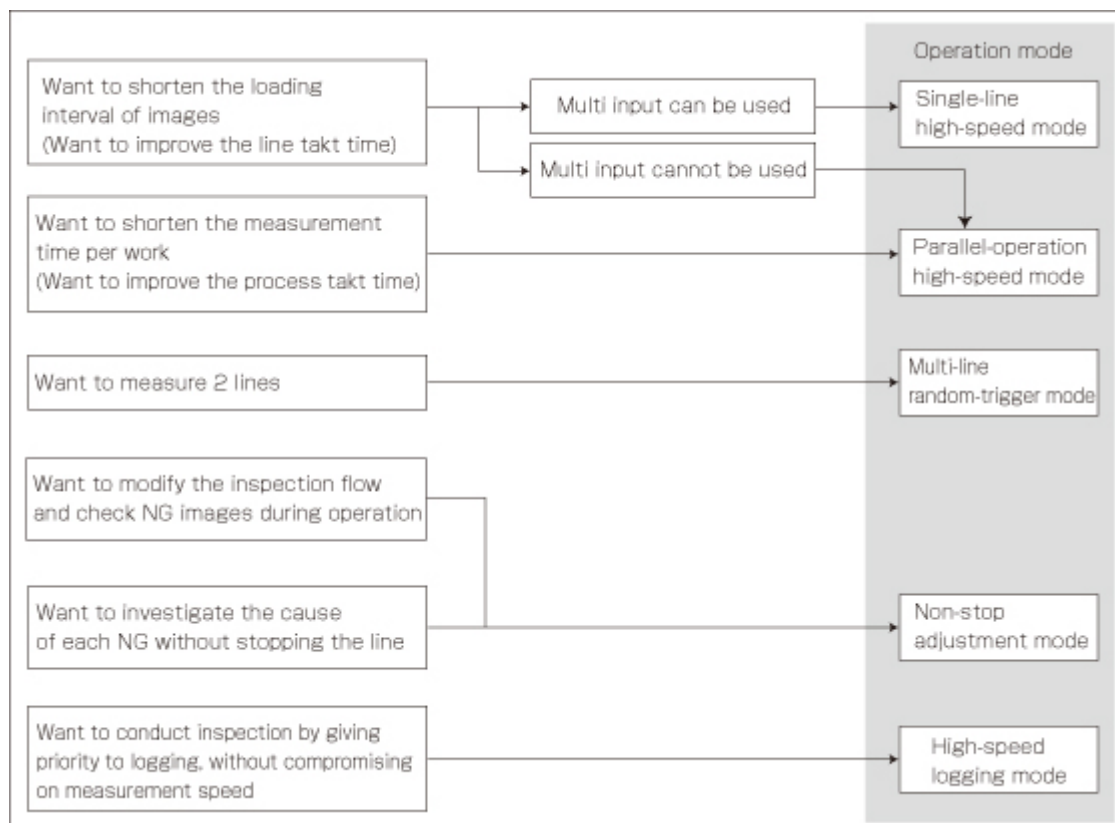 Operation mode
Want to shorten the loading
interval of images
(Want to improve the line takt time)
Multi input can be used
Single-line
high-speed mode
Multi input cannot be used
Want to shorten the measurement
time per work
(Want to improve the process takt time)
Parallel-operation
high-speed mode
Want to measure 2 lines
Multi-line
random-trigger mode
Want to modify the inspection flow
and check NG images during operation
Want to investigate the cause
of each NG without stopping the line
Non-stop
adjustment mode
Want to conduct inspection by giving
priority to logging, without compromising
on measurement speed
High-speed
logging mode